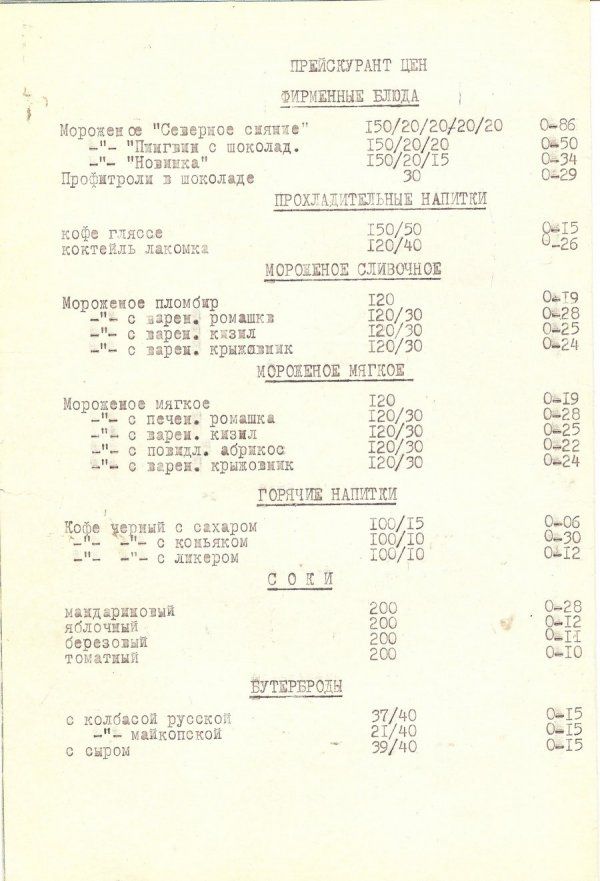 ПРЕЙСКУРАНТ ЦЕН
ФИРМЕННЫЕ БЛЮДА
Мороженое "Северное сияние" 150/20/20/20/20 0-86
-"- "Пингвин с шоколад. 150/20/20 0-50
-"- "Новинка" 150/20/15 0-34
Профитроли в шоколаде 30 0-29
ПРОХЛАДИТЕЛЬНЫЕ НАПИТКИ
кофе гляссе 150/50 0-15
коктейль лакомка 120/40 0-26
МОРОЖЕНОЕ СЛИВОЧНОЕ
Мороженое пломбир 120 0-19
-"- с варен. ромашкв 120/30 0-28
-"- с варен. кизил 120/30 0-25
-"- с варен. крыжовник 120/30 0-24
МОРОЖЕНОЕ МЯГКОЕ
Мороженое мягкое 120 0-19
-"- с печен. ромашка 120/30 0-28
-"- с варен. кизил 120/30 0-25
-"- с повидл. абрикос 120/30 0-22
-"- с варен. крыжовник 120/30 0-24
ГОРЯЧИЕ НАПИТКИ
Кофе черный с сахаром 100/15 0-06
-"- -"- с коньяком 100/10 0-30
-"- -"- с ликером 100/10 0-12
С О К И
мандариновый 200 0-28
яблочный 200 0-12
березовый 200 0-11
томатный 200 0-10
БУТЕРБРОДЫ
с колбасой русской 37/40 0-15
-"- майкопской 21/40 0-15
с сыром 39/40 0-15